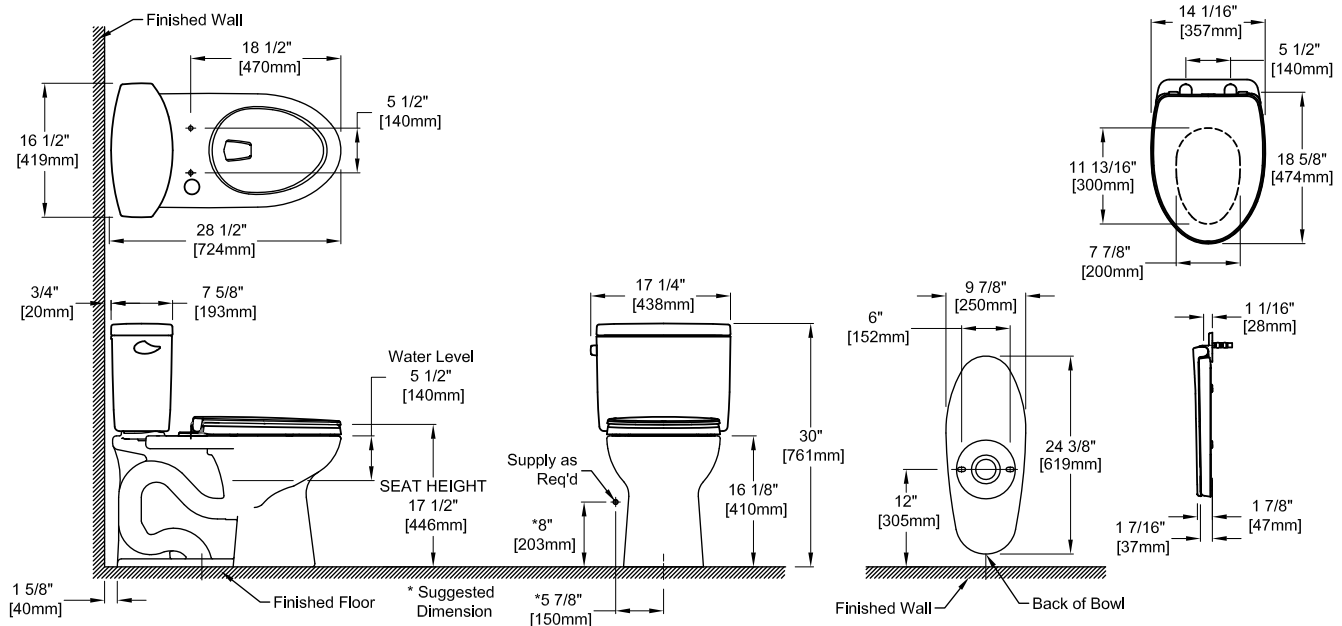 Finished Wall
18 1/2"
[470mm]
5 1/2"
[140mm]
16 1/2"
[419mm]
28 1/2"
[724mm]
14 1/16"
[357mm]
5 1/2"
[140mm]
11 13/16"
[300mm]
18 5/8"
[474mm]
7 7/8"
[200mm]
3/4"
[20mm]
7 5/8"
[193mm]
Water Level
5 1/2"
[140mm]
SEAT HEIGHT
17 1/2"
[446mm]
1 5/8"
[40mm]
Finished Floor
* Suggested
Dimension
17 1/4"
[438mm]
30"
[761mm]
Supply as
Req'd
16 1/8"
[410mm]
*8"
[203mm]
*5 7/8"
[150mm]
9 7/8"
[250mm]
6"
[152mm]
24 3/8"
[619mm]
12"
[305mm]
Finished Wall
Back of Bowl
1 1/16"
[28mm]
1 7/8"
[47mm]
1 7/16"
[37mm]